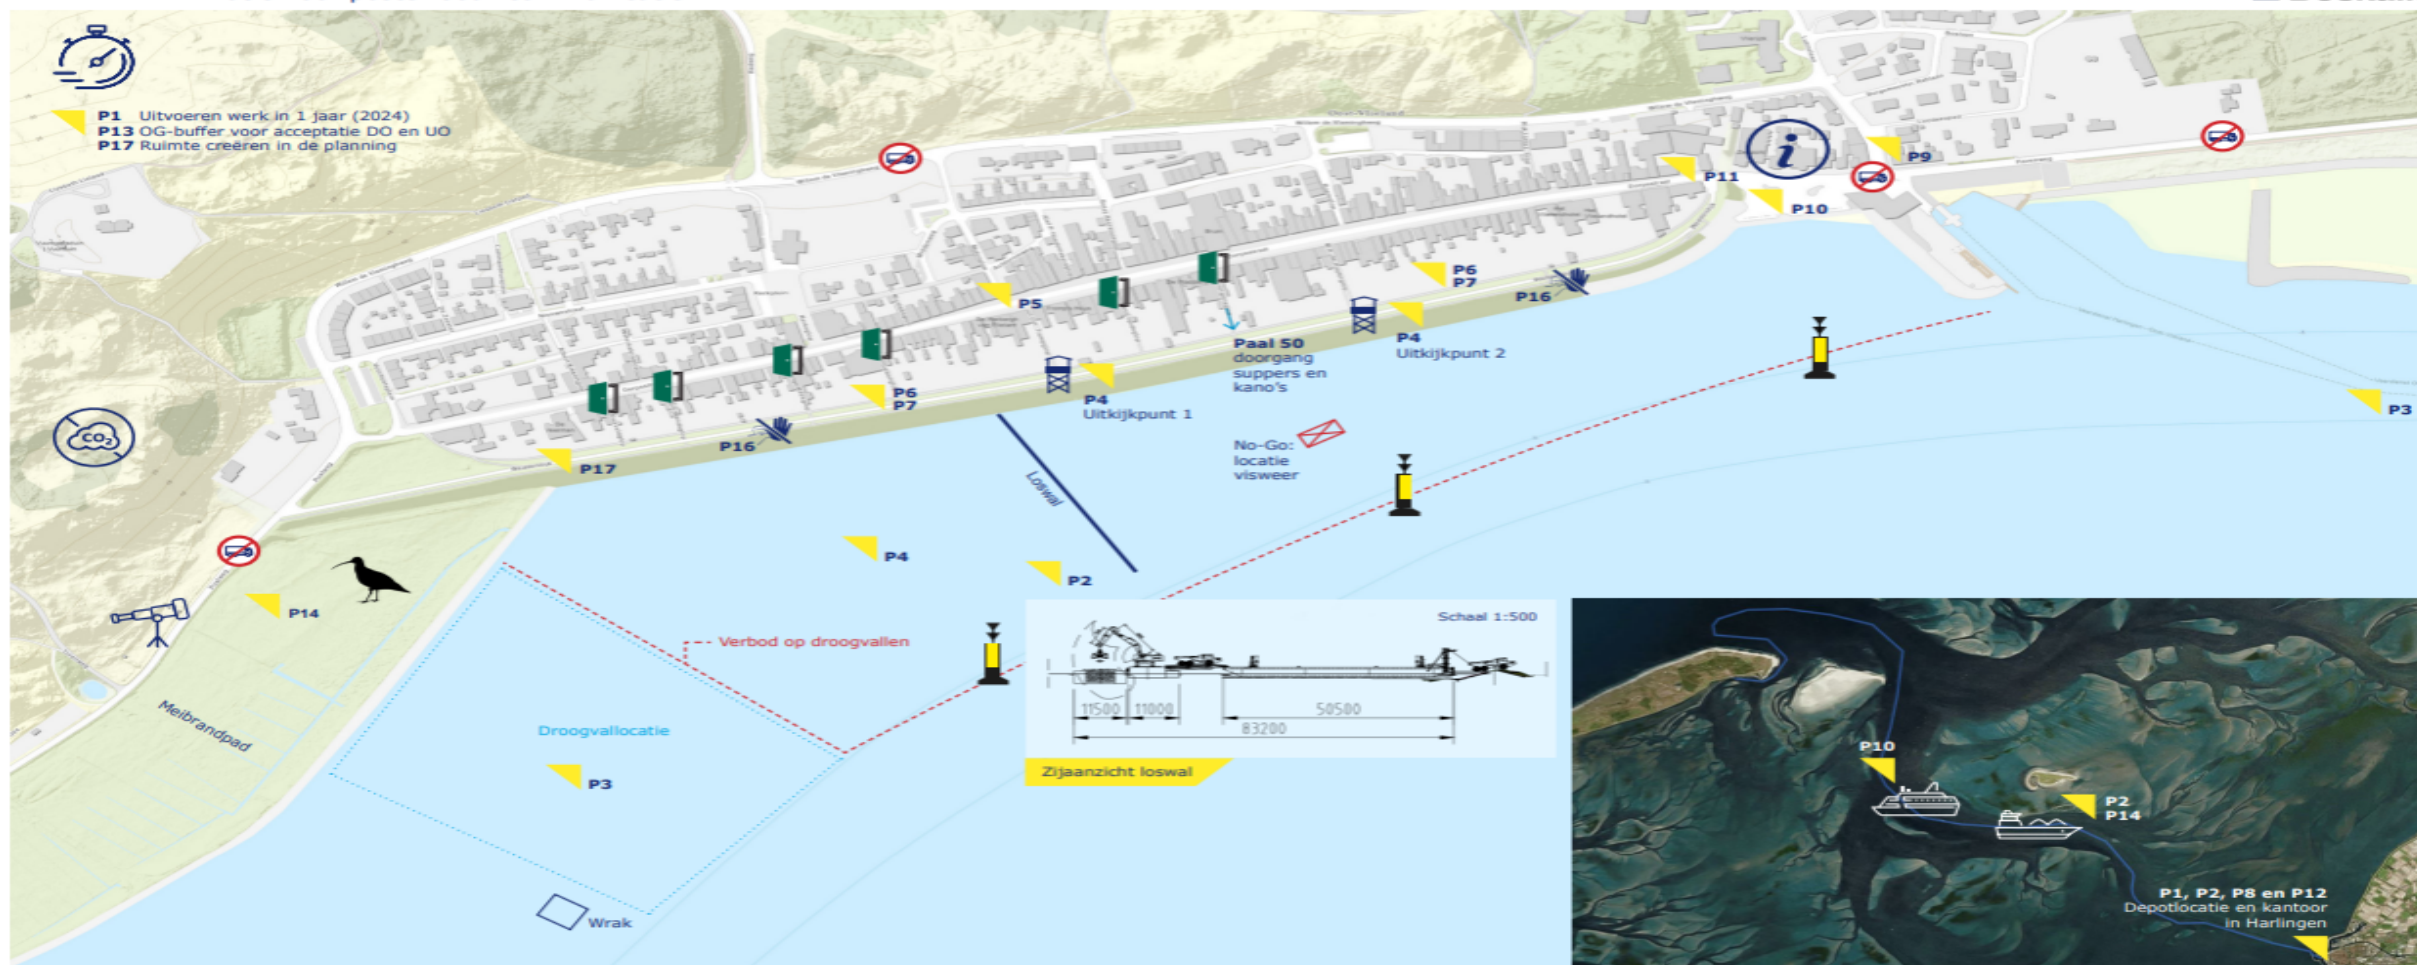 P1 Uitvoeren werk in 1 jaar (2024)
P13 OG-buffer voor acceptatie DO en UO
P17 Ruimte creëren in de planning
P9
P11
P10
P6
P7
P16
P5
P4
Uitkijkpunt 2
Paal 50
doorgang
suppers en
kano's
P3
P6
P7
P4
Uitkijkpunt 1
CO2
P16
No-Go:
locatie
visweer
P17
Loswal
P4
P2
P14
Schaal 1:500
Verbod op droogvallen
Meibrandpad
11500
11000
50500
83200
Droogvallocatie
Zijaanzicht loswal
P3
P10
P2
P14
P1, P2, P8 en P12
Depotlocatie en kantoor
in Harlingen
Wrak